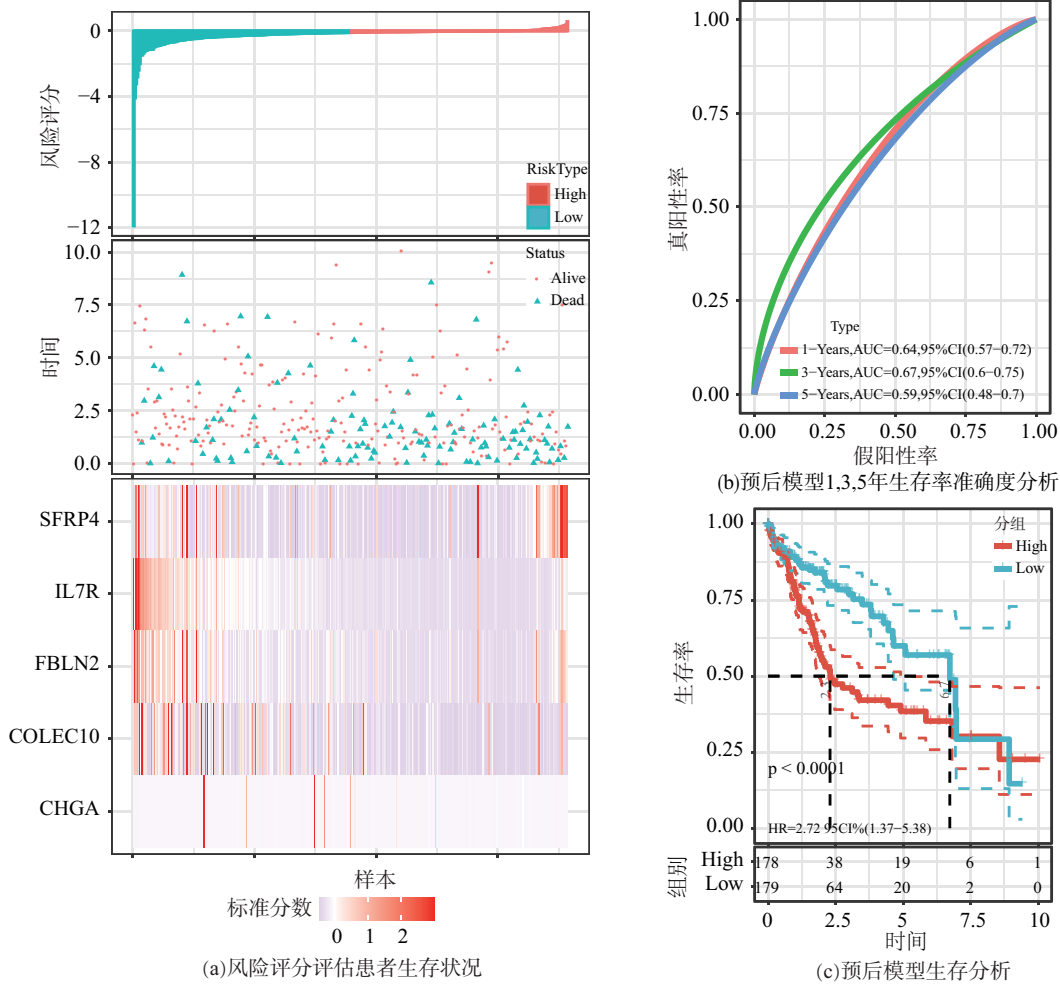 0
−4
−8
−12
风险评分
RiskType
High
Low
10.0
7.5
5.0
2.5
0.0
时间
Status
Alive
Dead
SFRP4
IL7R
FBLN2
COLEC10
CHGA
样本
标准分数
0 1 2
(a)风险评分评估患者生存状况
1.00
0.75
0.50
0.25
0.00
真阳性率
Type
1−Years,AUC=0.64,95%CI(0.57−0.72)
3−Years,AUC=0.67,95%CI(0.6−0.75)
5−Years,AUC=0.59,95%CI(0.48−0.7)
0.00 0.25 0.50 0.75 1.00
假阳性率
(b)预后模型1,3,5年生存率准确度分析
1.00
0.75
0.50
0.25
0.00
生存率
分组
High
Low
p < 0.0001
HR=2.72 95CI%(1.37−5.38)
组别
High 178 38 19 6 1
Low 179 64 20 2 0
0 2.5 5 7.5 10
时间
(c)预后模型生存分析